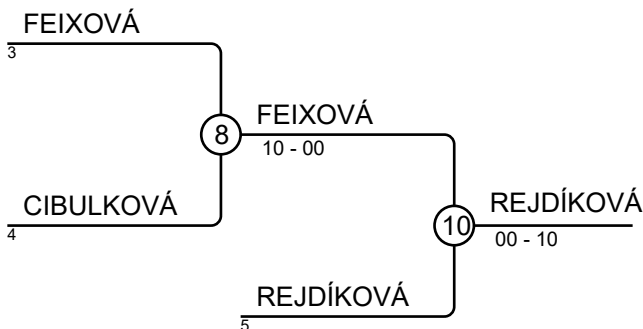 FEIXOVÁ
3
8
FEIXOVÁ
10 - 00
CIBULKOVÁ
4
10
REJDÍKOVÁ
00 - 10
REJDÍKOVÁ
5